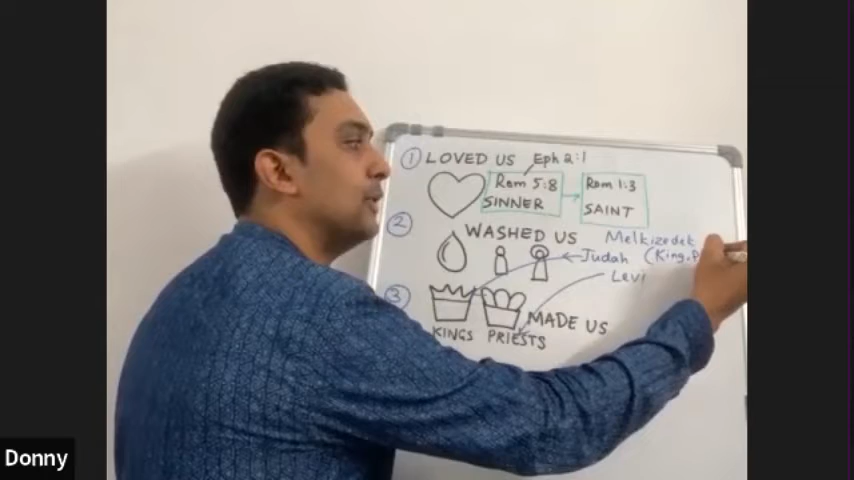 ① LOVED US Eph 2:1
Rom 5:8
SINNER
Rom 1:3
SAINT
② WASHED US
Melkizedek
Judah (King, P
Levi
③ MADE US
KINGS PRIESTS
Donny